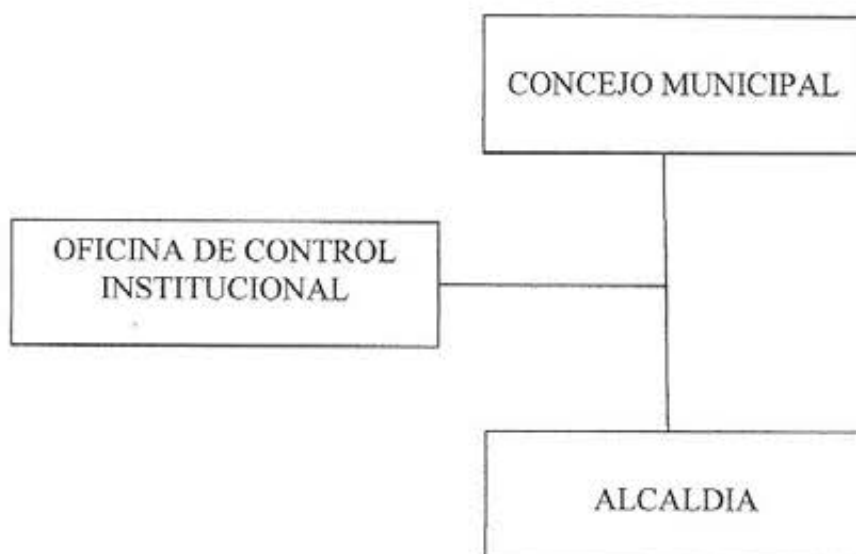 CONCEJO MUNICIPAL
OFICINA DE CONTROL
INSTITUCIONAL
ALCALDIA